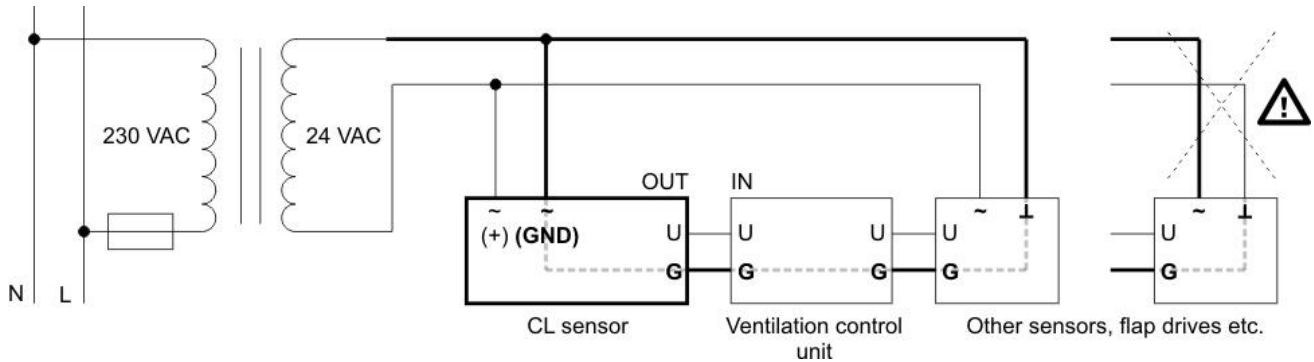 230 VAC
24 VAC
!
OUT
IN
~
~
~
⊥
~
⊥
(+) (GND)
U
U
U
U
U
G
G
G
G
G
N
L
CL sensor
Ventilation control
unit
Other sensors, flap drives etc.